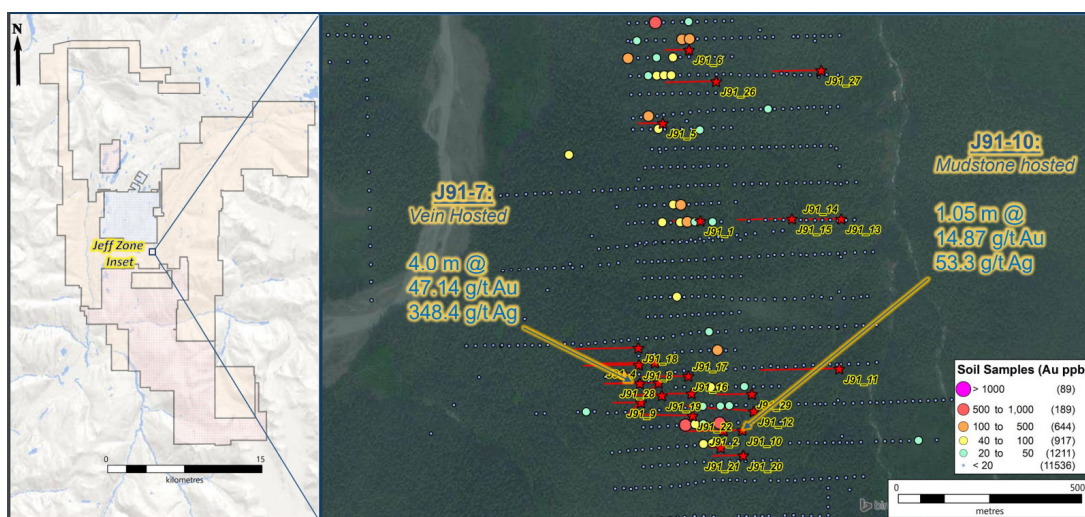 N
Jeff Zone
Inset
0
15
kilometres
J91_6
J91_27
J91_26
J91_5
J91-10:
Mudstone hosted
J91-7:
Vein Hosted
J91_14
J91_1
J91_15
J91_13
1.05 m @
14.87 g/t Au
53.3 g/t Ag
4.0 m @
47.14 g/t Au
348.4 g/t Ag
J91_18
J91_4
J91_8
J91_17
J91_11
J91_28
J91_16
J91_9
J91_19
J91_29
J91_12
J91_22
J91_2
J91_10
J91_21
J91_20
Soil Samples (Au ppb)
> 1000 (89)
500 to 1,000 (189)
100 to 500 (644)
40 to 100 (917)
20 to 50 (1211)
< 20 (11536)
0
500
metres